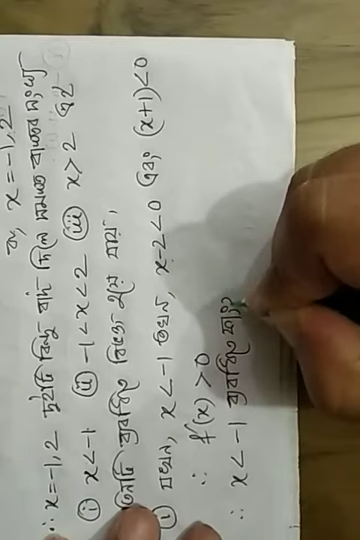 বা, x = -1, 2
∴ x = -1, 2 দুইটি বিন্দু বাদ দিলে সমস্ত বাস্তব সংখ্যা
(i) x < -1 (ii) -1 < x < 2 (iii) x > 2 এই
তিনটি ব্যবধিতে বিভক্ত হয়ে যায়।
(i) যখন, x < -1 তখন, x-2 < 0 এবং (x+1) < 0
∴ f(x) > 0
∴ x < -1 ব্যবধিতে ফাং